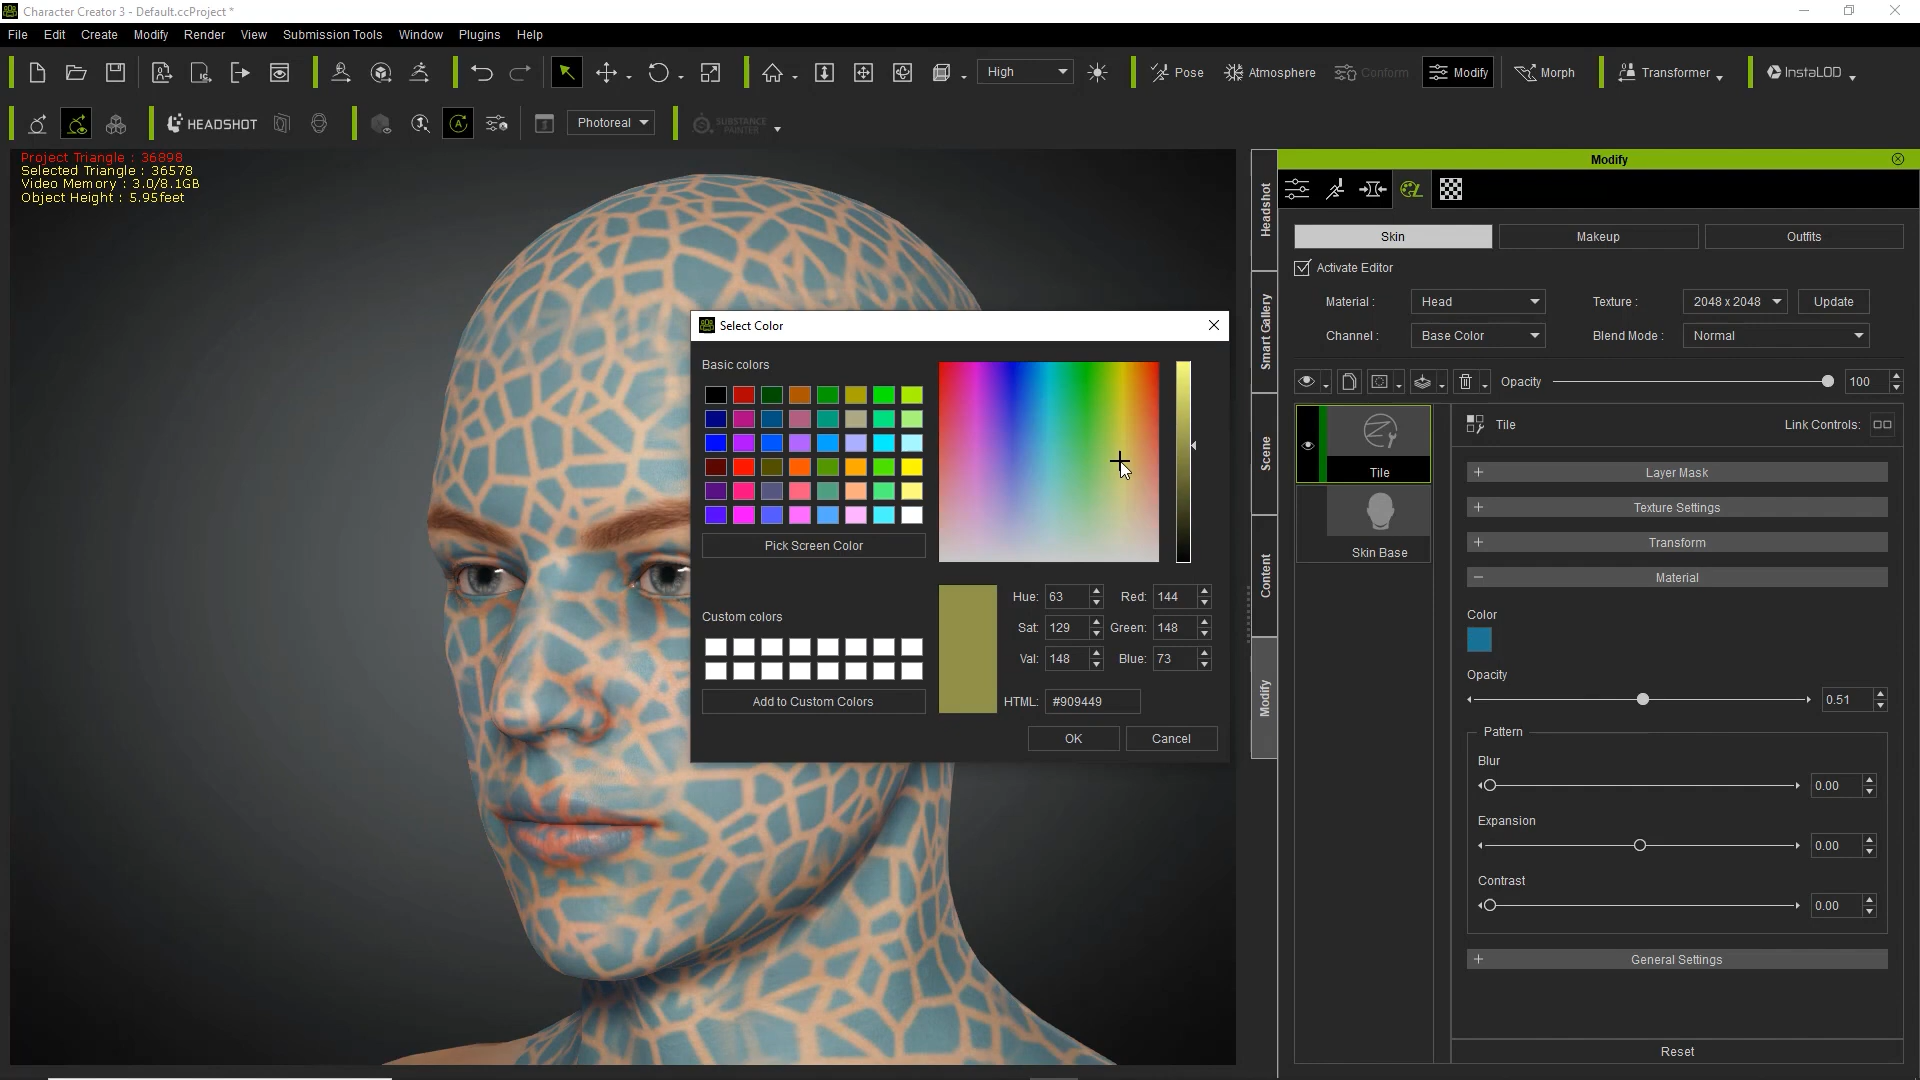 Character Creator 3 - Default.ccProject *
File Edit Create Modify Render View Submission Tools Window Plugins Help
High Pose Atmosphere Conform Modify Morph Transformer InstaLOD
HEADSHOT Photoreal SUBSTANCE PAINTER
Project Triangle : 36898
Selected Triangle : 36578
Video Memory : 3.0/8.1GB
Object Height : 5.95feet
Headshot
Smart Gallery
Scene
Content
Modify
Select Color
Basic colors
Pick Screen Color
Custom colors
Add to Custom Colors
Hue: 63 Red: 144
Sat: 129 Green: 148
Val: 148 Blue: 73
HTML: #909449
OK Cancel
Modify
Skin Makeup Outfits
Activate Editor
Material : Head Texture : 2048 x 2048 Update
Channel : Base Color Blend Mode : Normal
Opacity 100
Tile
Skin Base
Tile Link Controls:
Layer Mask
Texture Settings
Transform
Material
Color
Opacity
0.51
Pattern
Blur
0.00
Expansion
0.00
Contrast
0.00
General Settings
Reset